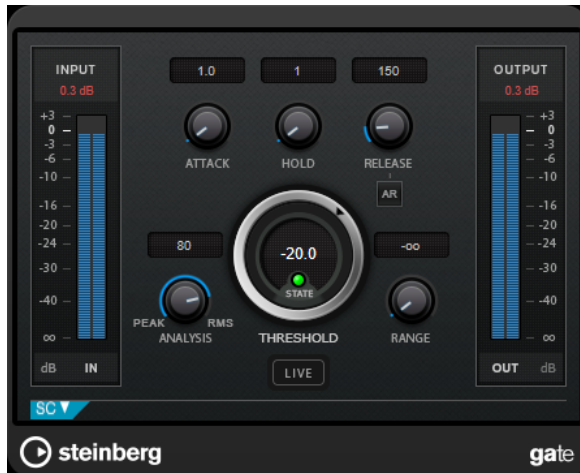 INPUT
0.3 dB
1.0
1
150
OUTPUT
0.3 dB
ATTACK
HOLD
RELEASE
AR
+3
0
-3
-6
-10
-16
-20
-24
-30
-40
∞
dB
IN
80
-20.0
STATE
-∞
PEAK
RMS
ANALYSIS
THRESHOLD
RANGE
LIVE
+3
0
-3
-6
-10
-16
-20
-24
-30
-40
∞
OUT
dB
SC
steinberg
gate